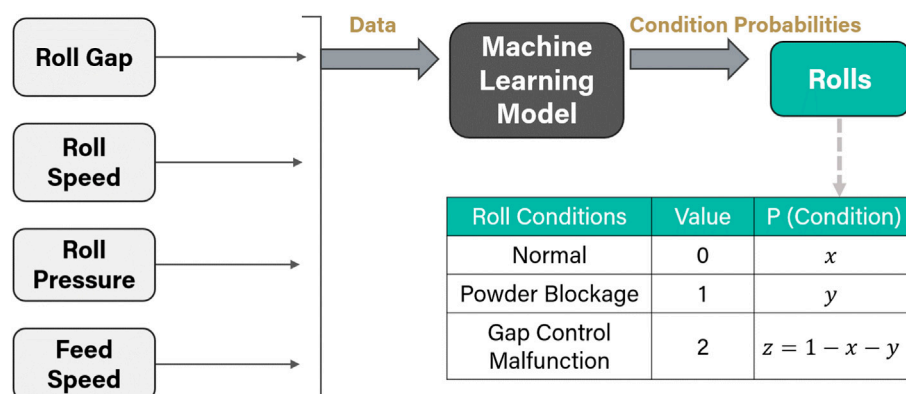 Roll Gap
Roll
Speed
Roll
Pressure
Feed
Speed
Data
Machine
Learning
Model
Condition Probabilities
Rolls
Roll Conditions Value P (Condition)
Normal 0 x
Powder Blockage 1 y
Gap Control
Malfunction 2 z = 1 − x − y